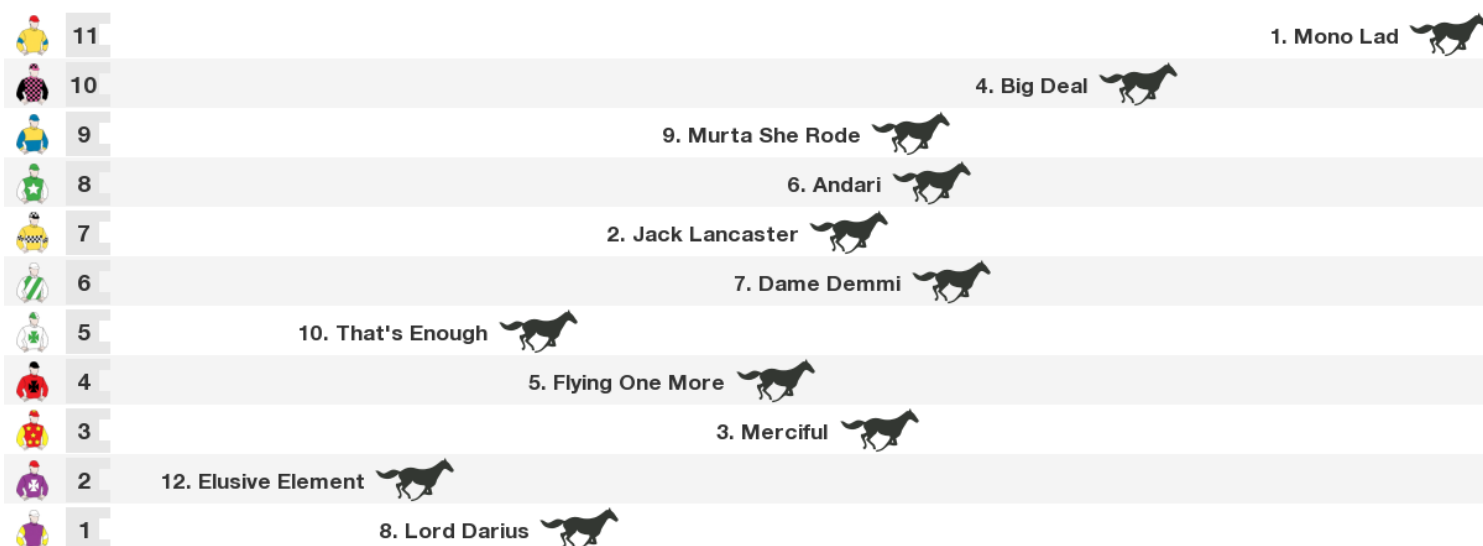 11 1. Mono Lad
10 4. Big Deal
9 9. Murta She Rode
8 6. Andari
7 2. Jack Lancaster
6 7. Dame Demmi
5 10. That's Enough
4 5. Flying One More
3 3. Merciful
2 12. Elusive Element
1 8. Lord Darius